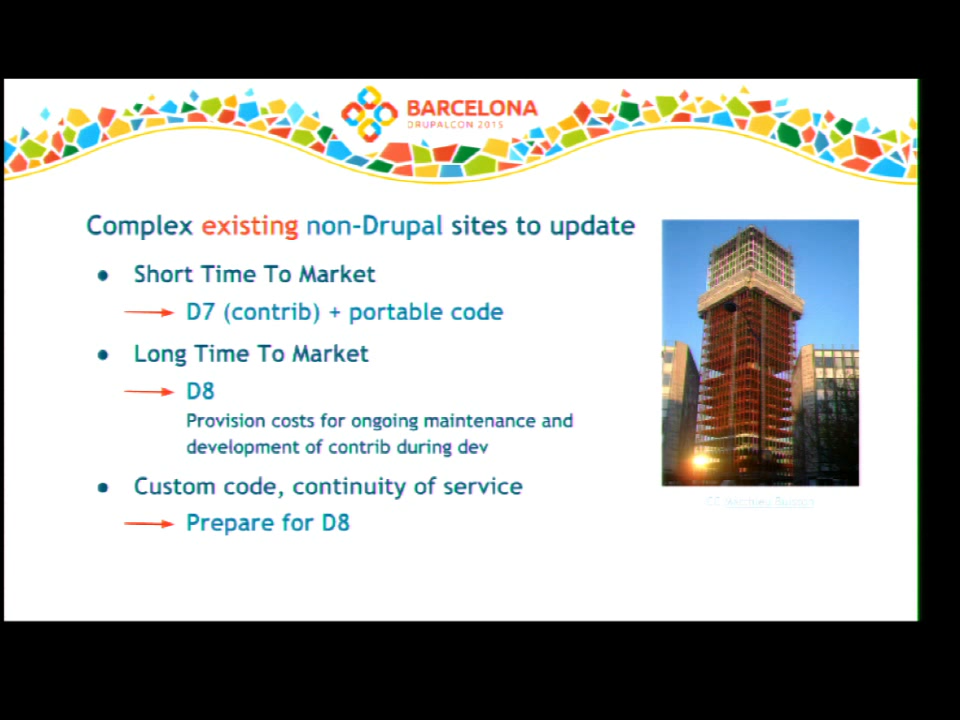 BARCELONA
DRUPALCON 2015
Complex existing non-Drupal sites to update
● Short Time To Market
D7 (contrib) + portable code
● Long Time To Market
D8
Provision costs for ongoing maintenance and
development of contrib during dev
● Custom code, continuity of service
Prepare for D8
CC